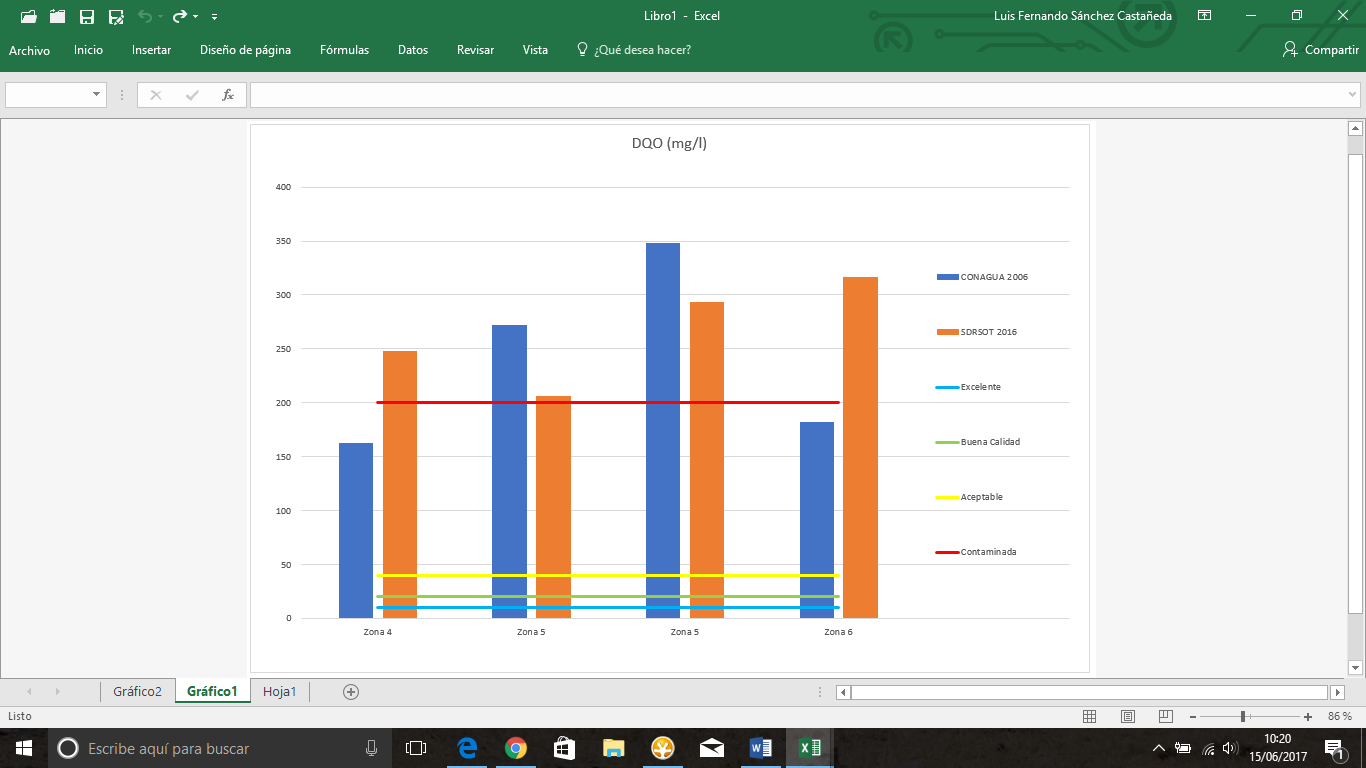 Libro1 - Excel
Luis Fernando Sánchez Castañeda
Archivo Inicio Insertar Diseño de página Fórmulas Datos Revisar Vista ¿Qué desea hacer? Compartir
fx
DQO (mg/l)
400
350
300
250
200
150
100
50
0
Zona 4 Zona 5 Zona 5 Zona 6
CONAGUA 2006
SDRSOT 2016
Excelente
Buena Calidad
Aceptable
Contaminada
Gráfico2 Gráfico1 Hoja1
Listo
86 %
Escribe aquí para buscar
10:20
15/06/2017
1